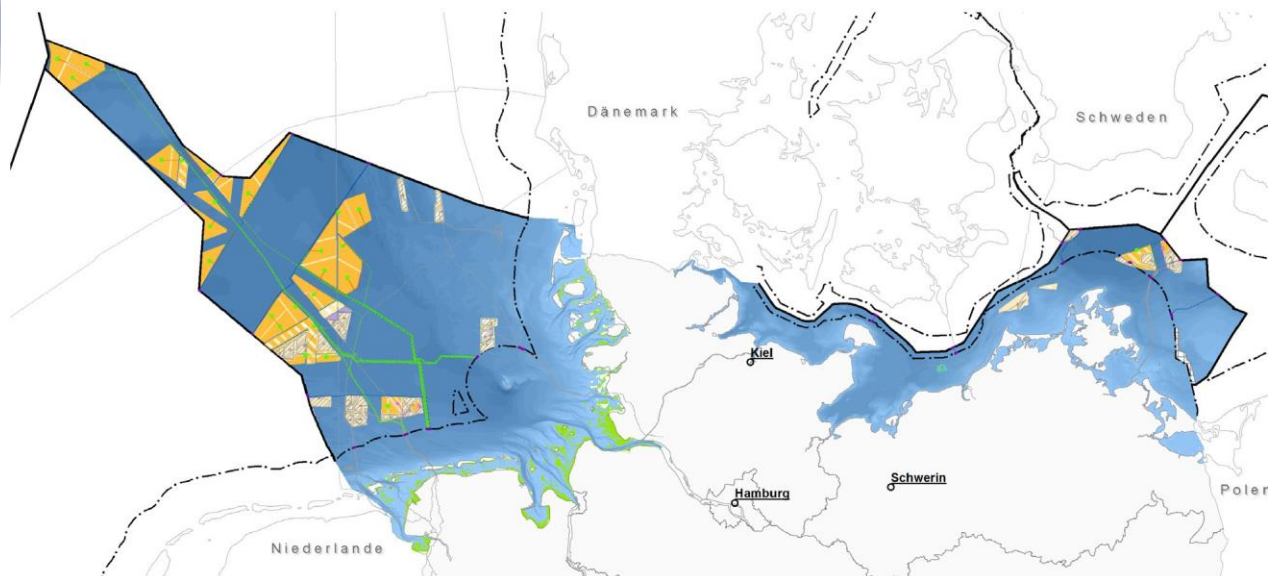 Dänemark
Schweden
Kiel
Schwerin
Hamburg
Polen
Niederlande